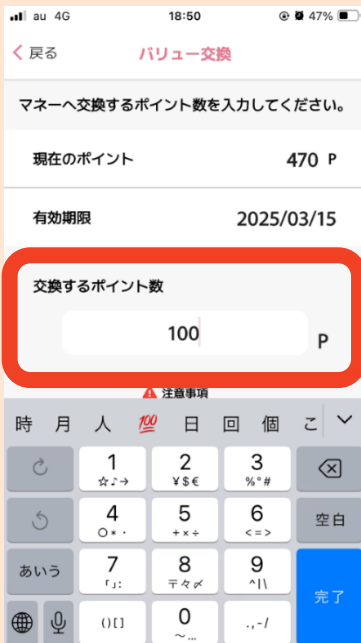 au 4G 18:50 47%
戻る バリュー交換
マネーへ交換するポイント数を入力してください。
現在のポイント 470 P
有効期限 2025/03/15
交換するポイント数
100 P
注意事項
時 月 人 💯 日 回 個 こ
1 2 3
☆♪→ ¥$€ %°#
4 5 6 空白
○*・ +×÷ <=>
あいう 7 8 9
「」: 〒々〆 ^|\
完了
()[] 0 .,-/
~…